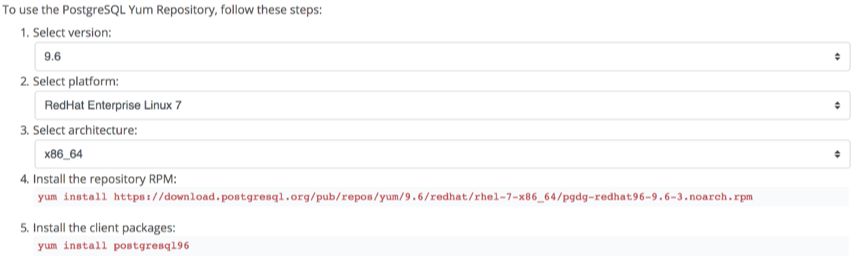 To use the PostgreSQL Yum Repository, follow these steps:
1. Select version:
9.6
2. Select platform:
RedHat Enterprise Linux 7
3. Select architecture:
x86_64
4. Install the repository RPM:
yum install https://download.postgresql.org/pub/repos/yum/9.6/redhat/rhel-7-x86_64/pgdg-redhat96-9.6-3.noarch.rpm
5. Install the client packages:
yum install postgresql96